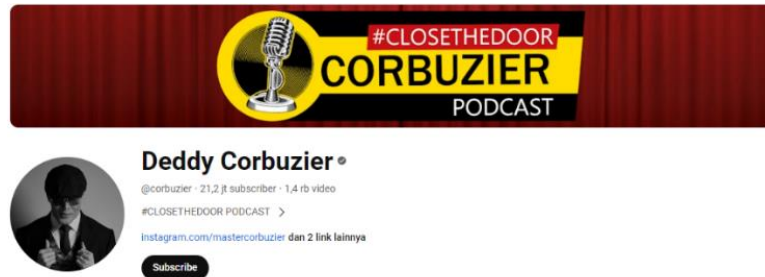 #CLOSETHEDOOR
CORBUZIER
PODCAST
Deddy Corbuzier
@corbuzier · 21,2 jt subscriber · 1,4 rb video
#CLOSETHEDOOR PODCAST >
instagram.com/mastercorbuzier dan 2 link lainnya
Subscribe